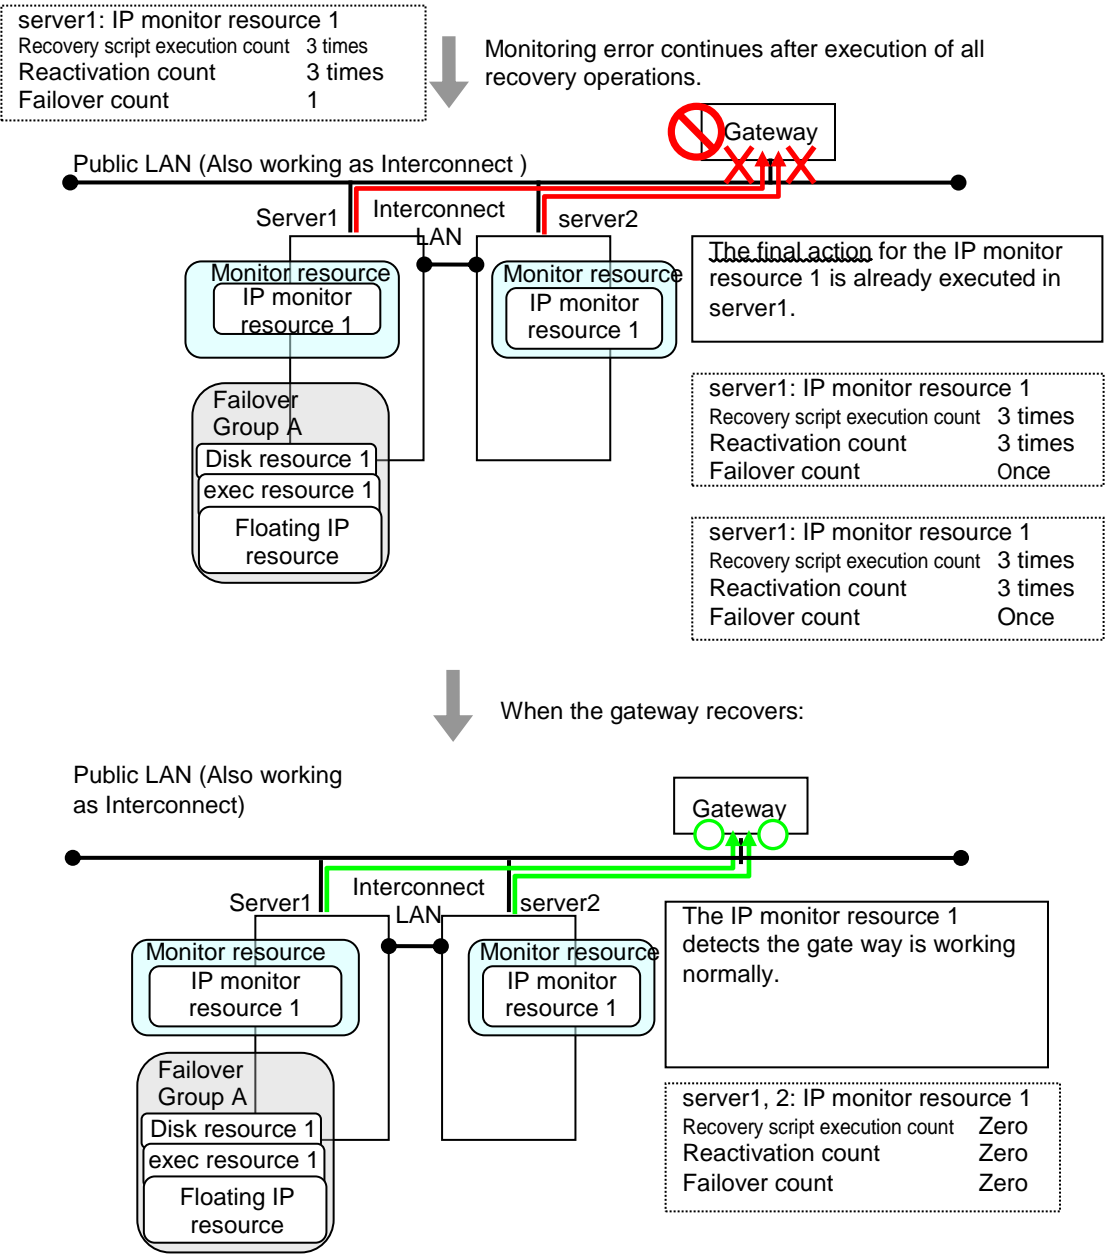 server1: IP monitor resource 1
Recovery script execution count 3 times
Reactivation count 3 times
Failover count 1
Monitoring error continues after execution of all
recovery operations.
Gateway
Public LAN (Also working as Interconnect )
Server1
Interconnect
LAN
server2
Monitor resource
IP monitor
resource 1
Monitor resource
IP monitor
resource 1
The final action for the IP monitor
resource 1 is already executed in
server1.
Failover
Group A
Disk resource 1
exec resource 1
Floating IP
resource
server1: IP monitor resource 1
Recovery script execution count 3 times
Reactivation count 3 times
Failover count Once
server1: IP monitor resource 1
Recovery script execution count 3 times
Reactivation count 3 times
Failover count Once
When the gateway recovers:
Public LAN (Also working
as Interconnect)
Gateway
Server1
Interconnect
LAN
server2
Monitor resource
IP monitor
resource 1
Monitor resource
IP monitor
resource 1
The IP monitor resource 1
detects the gate way is working
normally.
Failover
Group A
Disk resource 1
exec resource 1
Floating IP
resource
server1, 2: IP monitor resource 1
Recovery script execution count Zero
Reactivation count Zero
Failover count Zero